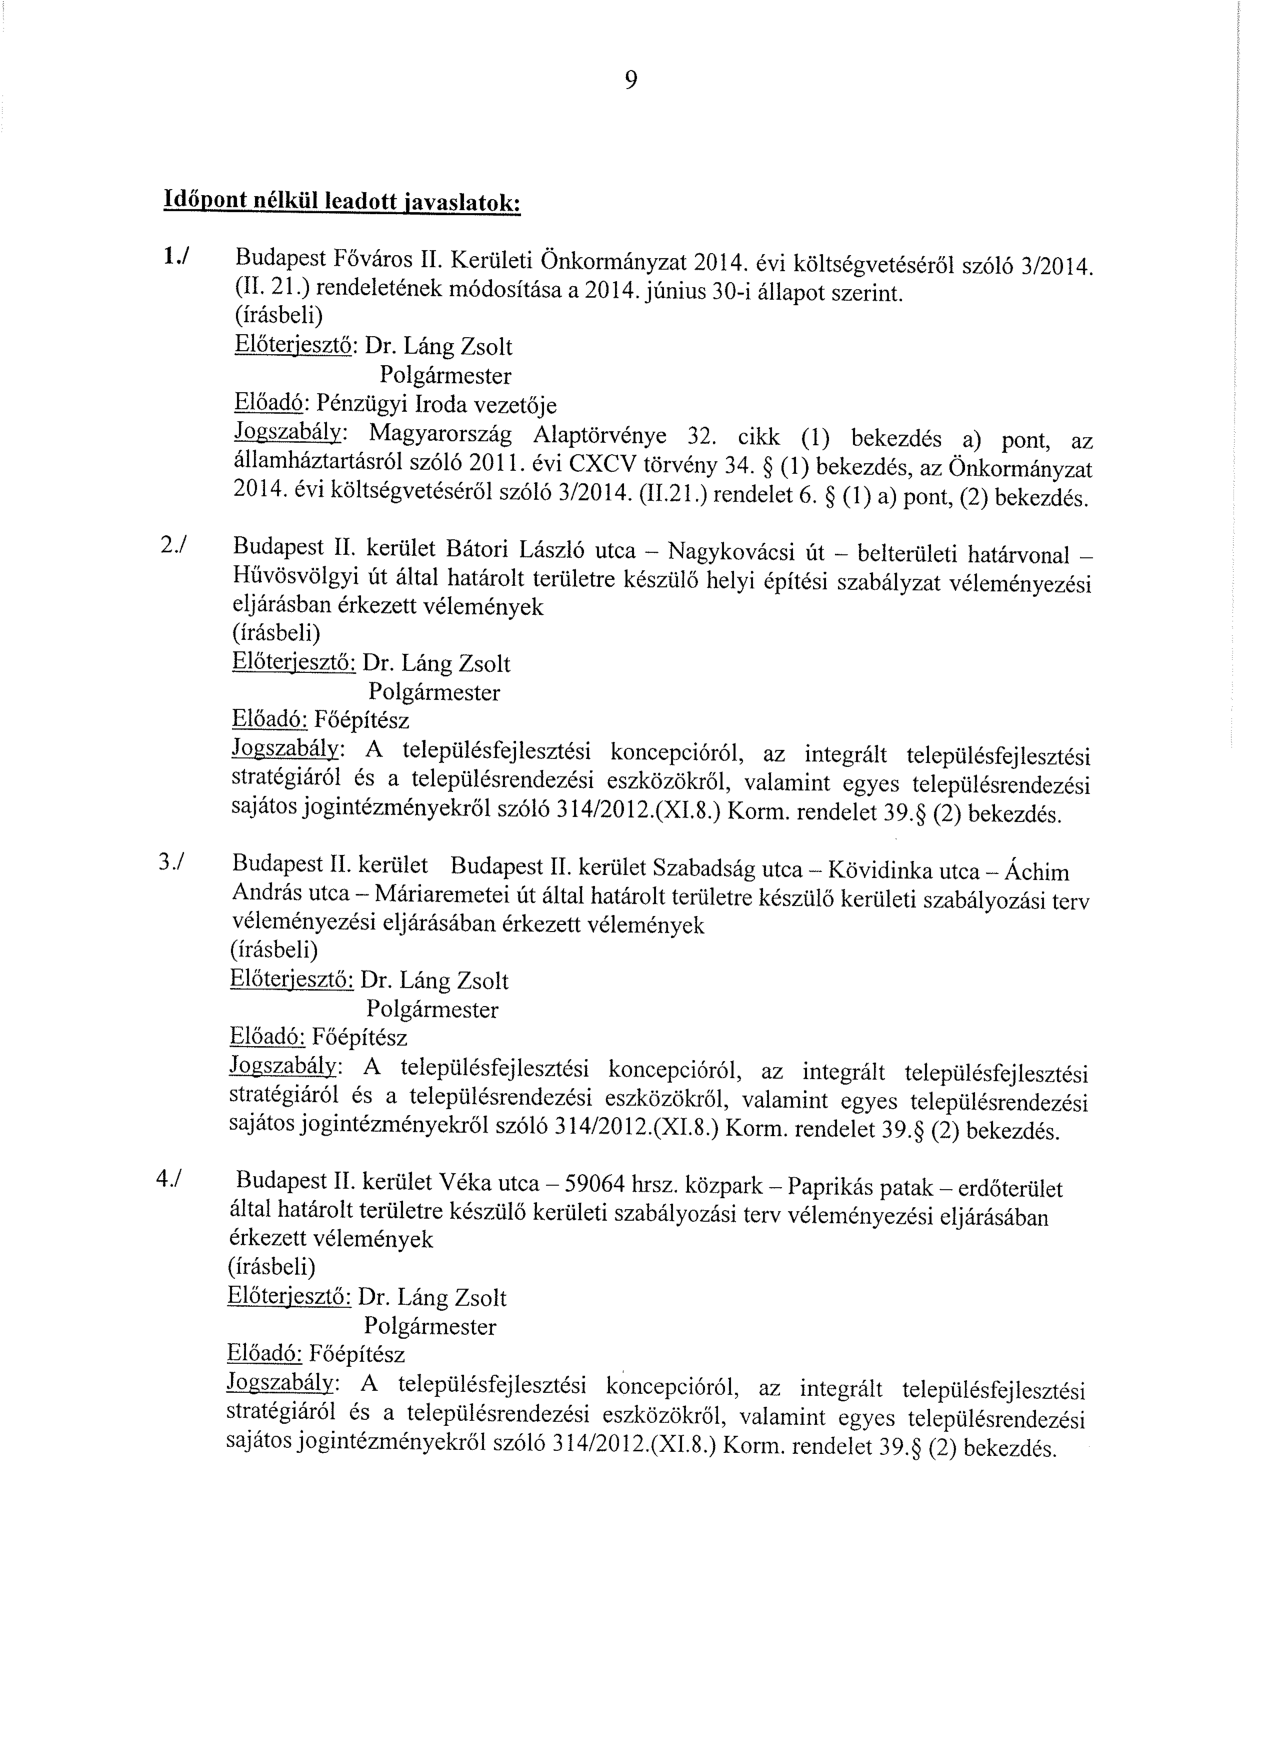 9
Időpont nélkül leadott javaslatok:
1./ Budapest Főváros II. Kerületi Önkormányzat 2014. évi költségvetéséről szóló 3/2014.
(II. 21.) rendeletének módosítása a 2014. június 30-i állapot szerint.
(írásbeli)
Előterjesztő: Dr. Láng Zsolt
Polgármester
Előadó: Pénzügyi Iroda vezetője
Jogszabály: Magyarország Alaptörvénye 32. cikk (1) bekezdés a) pont, az
államháztartásról szóló 2011. évi CXCV törvény 34. § (1) bekezdés, az Önkormányzat
2014. évi költségvetéséről szóló 3/2014. (II.21.) rendelet 6. § (1) a) pont, (2) bekezdés.
2./ Budapest II. kerület Bátori László utca – Nagykovácsi út – belterületi határvonal –
Hűvösvölgyi út által határolt területre készülő helyi építési szabályzat véleményezési
eljárásban érkezett vélemények
(írásbeli)
Előterjesztő: Dr. Láng Zsolt
Polgármester
Előadó: Főépítész
Jogszabály: A településfejlesztési koncepcióról, az integrált településfejlesztési
stratégiáról és a településrendezési eszközökről, valamint egyes településrendezési
sajátos jogintézményekről szóló 314/2012.(XI.8.) Korm. rendelet 39.§ (2) bekezdés.
3./ Budapest II. kerület Budapest II. kerület Szabadság utca – Kövidinka utca – Áchim
András utca – Máriaremetei út által határolt területre készülő kerületi szabályozási terv
véleményezési eljárásában érkezett vélemények
(írásbeli)
Előterjesztő: Dr. Láng Zsolt
Polgármester
Előadó: Főépítész
Jogszabály: A településfejlesztési koncepcióról, az integrált településfejlesztési
stratégiáról és a településrendezési eszközökről, valamint egyes településrendezési
sajátos jogintézményekről szóló 314/2012.(XI.8.) Korm. rendelet 39.§ (2) bekezdés.
4./ Budapest II. kerület Véka utca – 59064 hrsz. közpark – Paprikás patak – erdőterület
által határolt területre készülő kerületi szabályozási terv véleményezési eljárásában
érkezett vélemények
(írásbeli)
Előterjesztő: Dr. Láng Zsolt
Polgármester
Előadó: Főépítész
Jogszabály: A településfejlesztési koncepcióról, az integrált településfejlesztési
stratégiáról és a településrendezési eszközökről, valamint egyes településrendezési
sajátos jogintézményekről szóló 314/2012.(XI.8.) Korm. rendelet 39.§ (2) bekezdés.